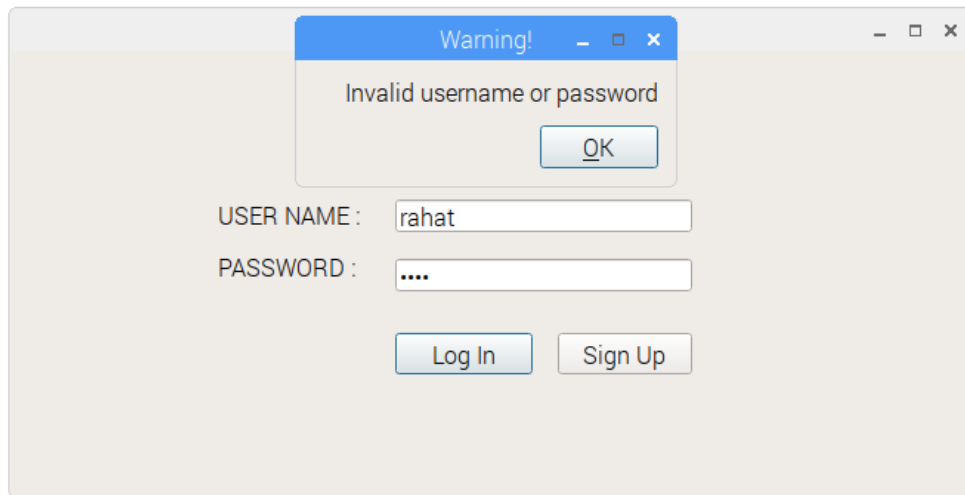 Warning!
Invalid username or password
OK
USER NAME : rahat
PASSWORD : ••••
Log In Sign Up